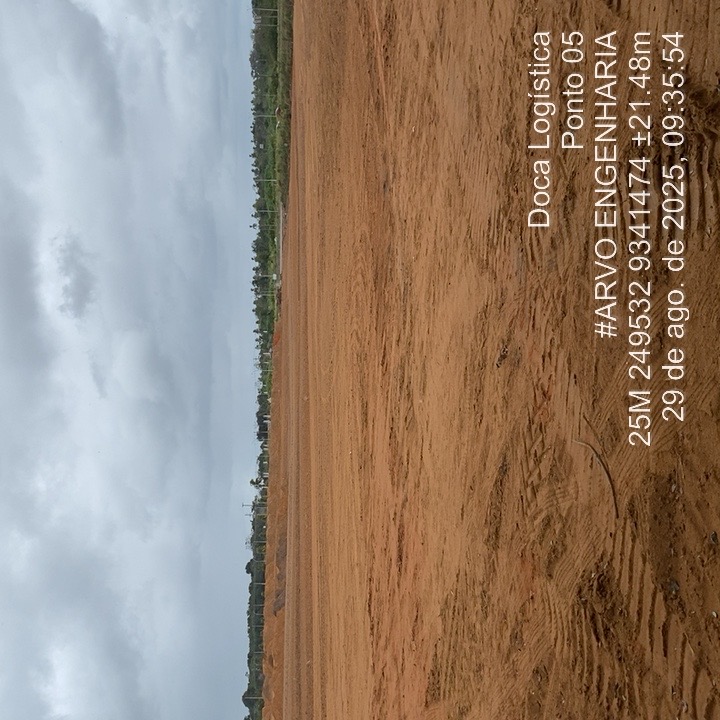 Doca Logística
Ponto 05
#ARVO ENGENHARIA
25M 249532 9341474 ±21.48m
29 de ago. de 2025, 09:35:54